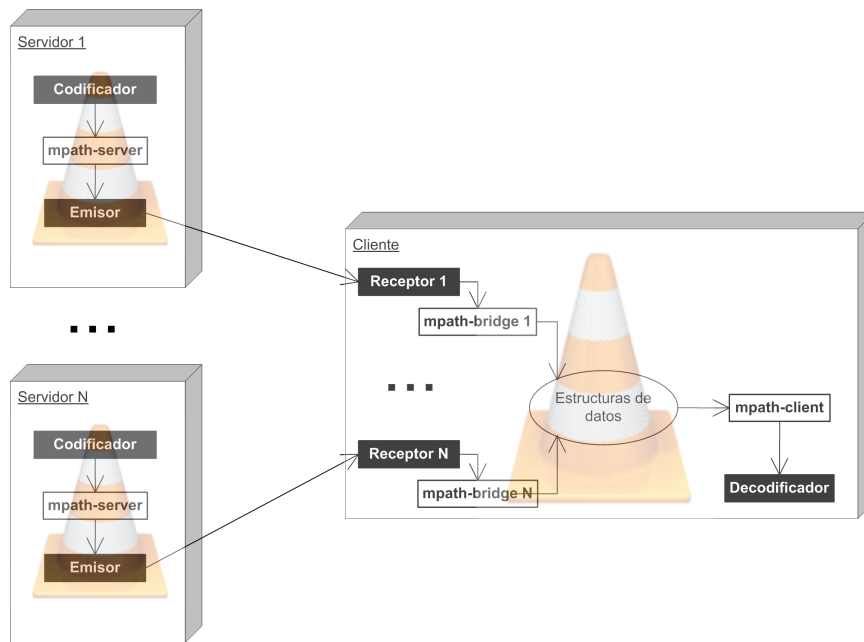 Servidor 1
Codificador
mpath-server
Emisor
Cliente
Receptor 1
mpath-bridge 1
Estructuras de
datos
mpath-client
Decodificador
Receptor N
mpath-bridge N
Servidor N
Codificador
mpath-server
Emisor